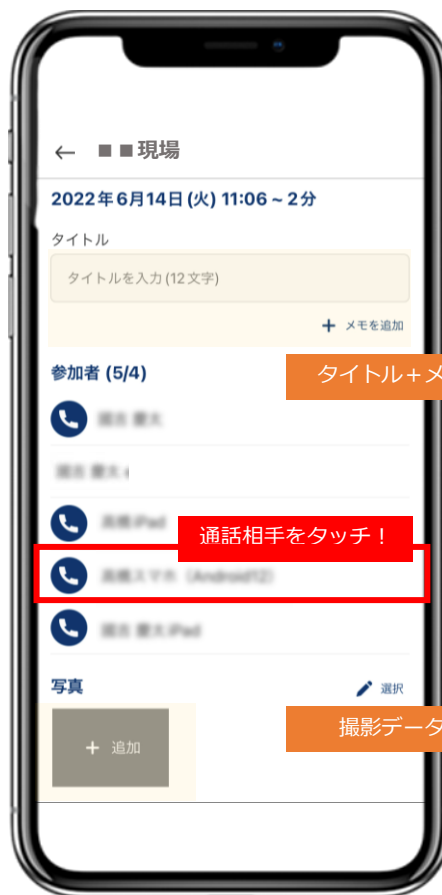 ← ■■現場
2022年6月14日(火) 11:06 ~ 2分
タイトル
タイトルを入力(12文字)
+ メモを追加
参加者 (5/4)
タイトル+メ
通話相手をタッチ！
写真
選択
+ 追加
撮影データ